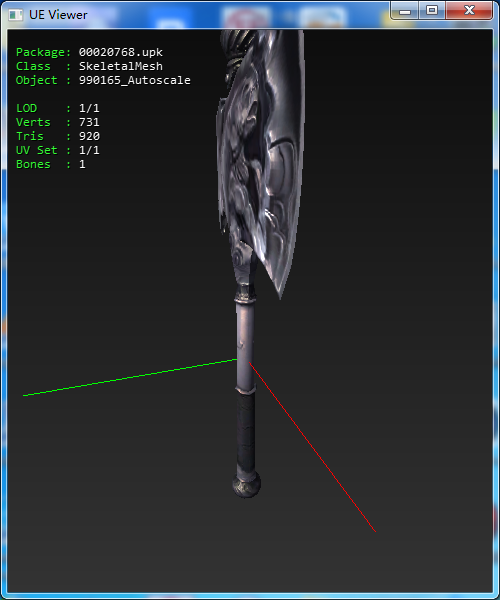 UE Viewer
Package: 00020768.upk
Class : SkeletalMesh
Object : 990165_Autoscale
LOD : 1/1
Verts : 731
Tris : 920
UV Set : 1/1
Bones : 1